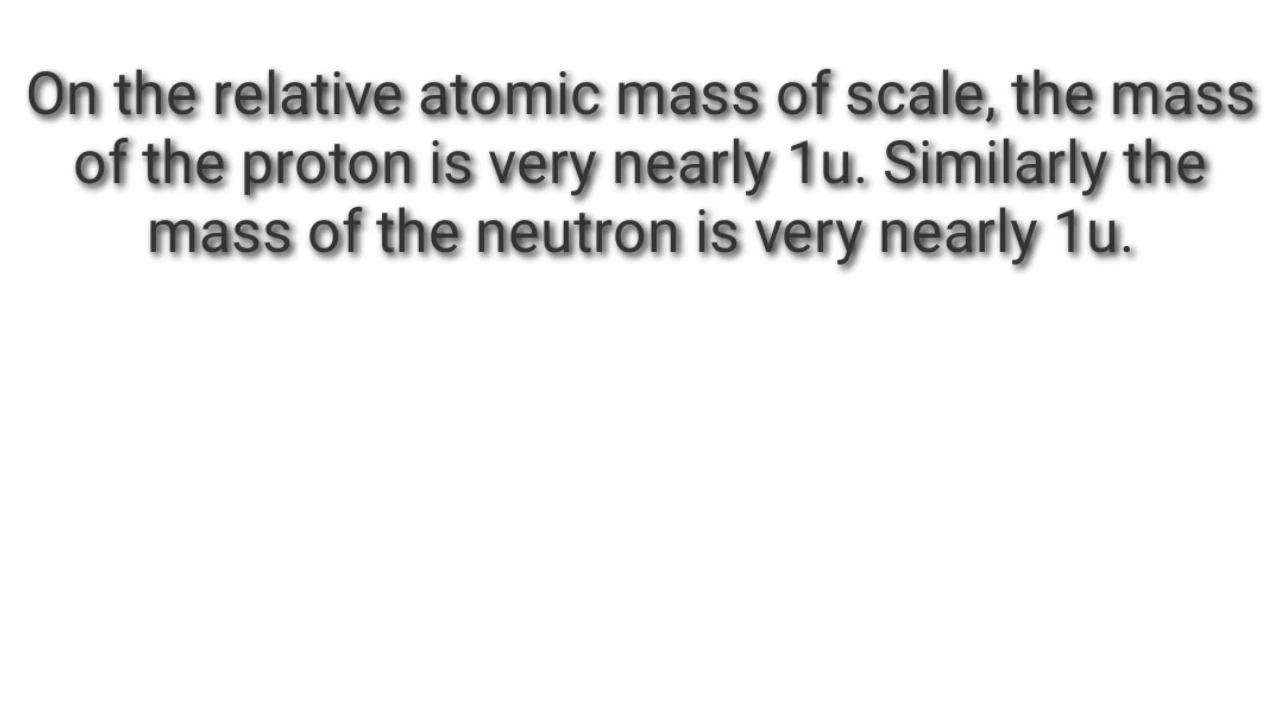 On the relative atomic mass of scale, the mass
of the proton is very nearly 1u. Similarly the
mass of the neutron is very nearly 1u.